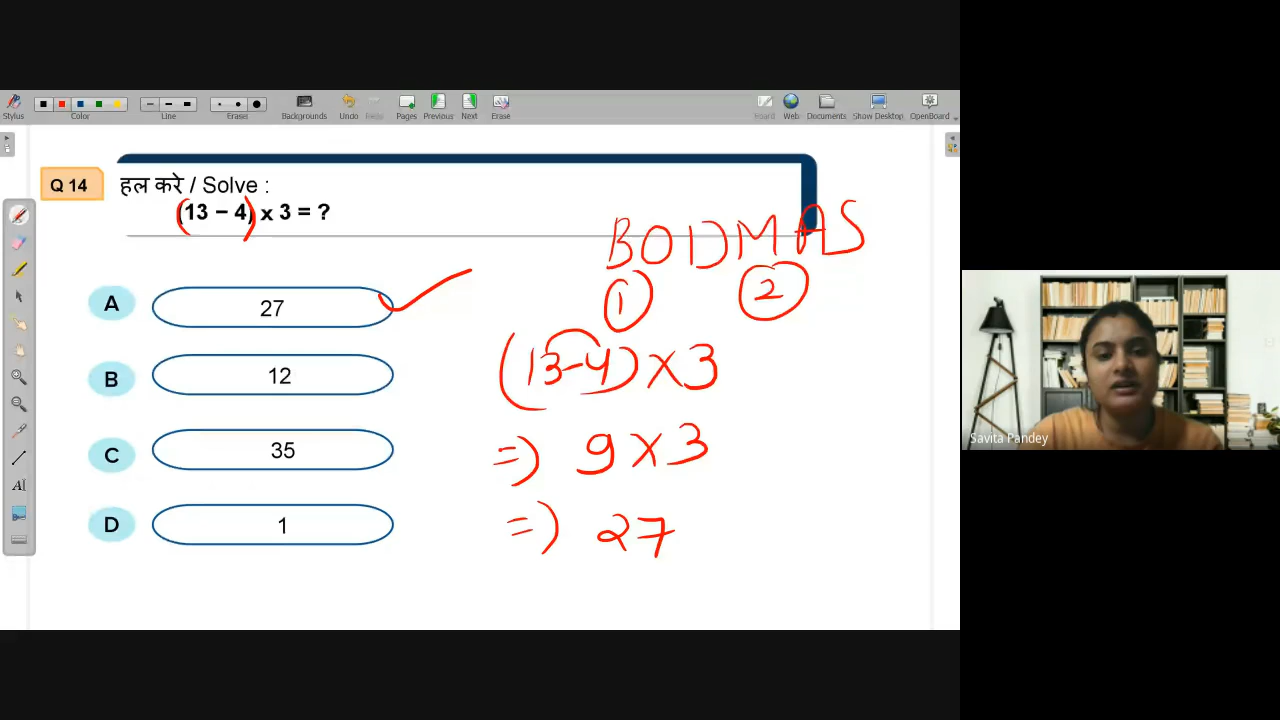 Stylus
Color
Line
Eraser
Backgrounds
Undo
Redo
Pages
Previous
Next
Erase
Board
Web
Documents
Show Desktop
OpenBoard
Q 14
हल करे / Solve :
(13 − 4) x 3 = ?
BODMAS
1 2
A 27
B 12
C 35
D 1
(13-4) x 3
=) 9 x 3
=) 27
Savita Pandey